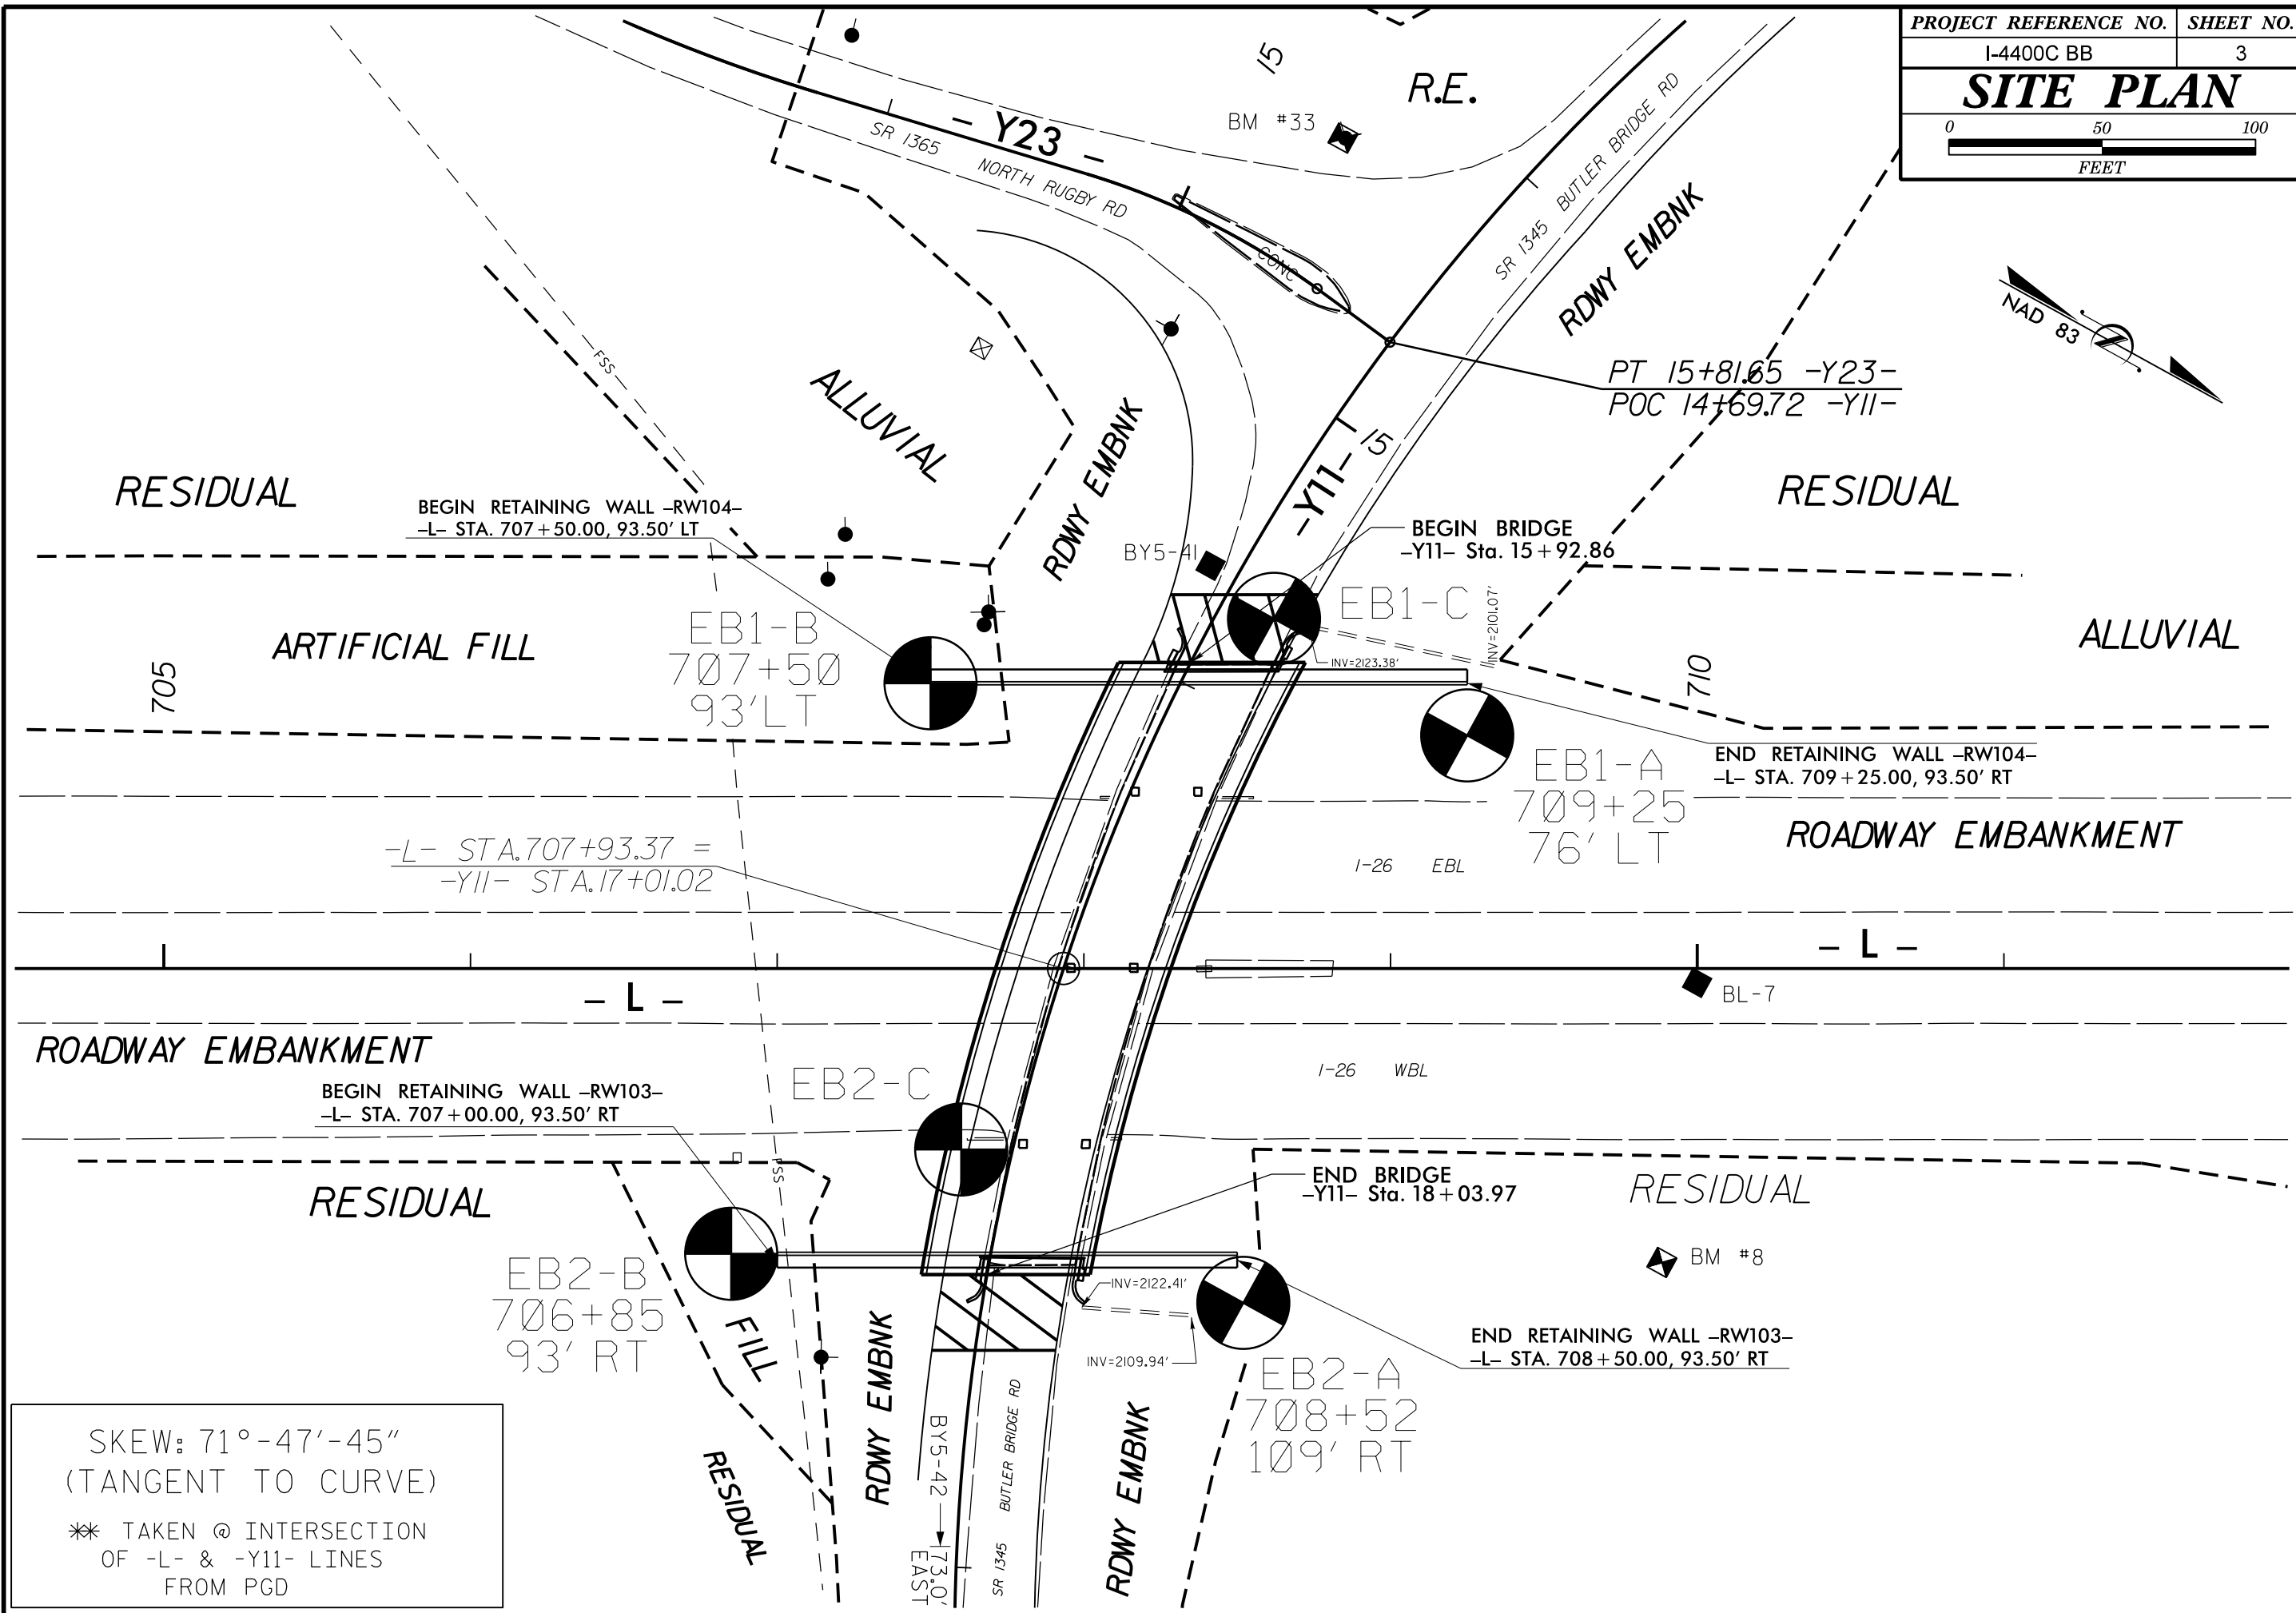 PROJECT REFERENCE NO.
SHEET NO.
I-4400C BB
3
SITE PLAN
0 50 100
FEET
15
R.E.
BM #33
- Y23 -
SR 1365 NORTH RUGBY RD
SR 1345 BUTLER BRIDGE RD
RDWY EMBNK
CONC
NAD 83
FSS
ALLUVIAL
RDWY EMBNK
PT 15+81.65 -Y23-
POC 14+69.72 -Y11-
-Y11- 15
RESIDUAL
RESIDUAL
BEGIN RETAINING WALL -RW104-
-L- STA. 707+50.00, 93.50' LT
BEGIN BRIDGE
-Y11- Sta. 15+92.86
BY5-41
EB1-B
707+50
93'LT
EB1-C
INV=2101.07'
INV=2123.38'
ARTIFICIAL FILL
ALLUVIAL
705
710
END RETAINING WALL -RW104-
-L- STA. 709+25.00, 93.50' RT
EB1-A
709+25
76' LT
ROADWAY EMBANKMENT
-L- STA.707+93.37 =
-Y11- STA.17+01.02
I-26 EBL
- L -
- L -
BL-7
ROADWAY EMBANKMENT
I-26 WBL
EB2-C
BEGIN RETAINING WALL -RW103-
-L- STA. 707+00.00, 93.50' RT
FSS
END BRIDGE
-Y11- Sta. 18+03.97
RESIDUAL
RESIDUAL
BM #8
EB2-B
706+85
93' RT
INV=2122.41'
INV=2109.94'
FILL
RDWY EMBNK
END RETAINING WALL -RW103-
-L- STA. 708+50.00, 93.50' RT
EB2-A
708+52
109' RT
RESIDUAL
BY5-42
173.0'
EAST
SR 1345 BUTLER BRIDGE RD
RDWY EMBNK
SKEW: 71°-47'-45"
(TANGENT TO CURVE)
** TAKEN @ INTERSECTION
OF -L- & -Y11- LINES
FROM PGD